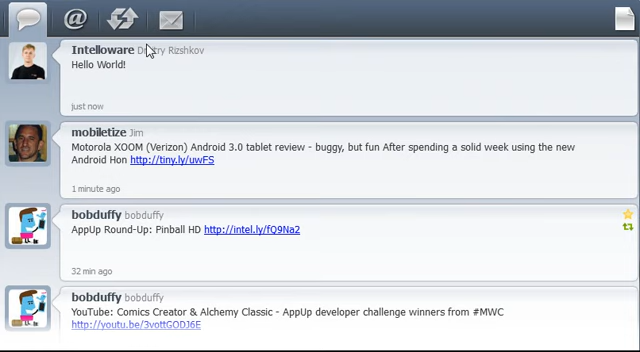 @
Intelloware Dmitry Rizshkov
Hello World!
just now
mobiletize Jim
Motorola XOOM (Verizon) Android 3.0 tablet review - buggy, but fun After spending a solid week using the new
Android Hon http://tiny.ly/uwFS
1 minute ago
bobduffy bobduffy
AppUp Round-Up: Pinball HD http://intel.ly/fQ9Na2
32 min ago
bobduffy bobduffy
YouTube: Comics Creator & Alchemy Classic - AppUp developer challenge winners from #MWC
http://youtu.be/3vottGODJ6E